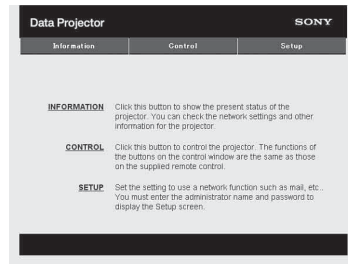 Data Projector
SONY
Information
Control
Setup
INFORMATION Click this button to show the present status of the
projector. You can check the network settings and other
information for the projector.
CONTROL Click this button to control the projector. The functions of
the buttons on the control window are the same as those
on the supplied remote control.
SETUP Set the setting to use a network function such as mail, etc..
You must enter the administrator name and password to
display the Setup screen.